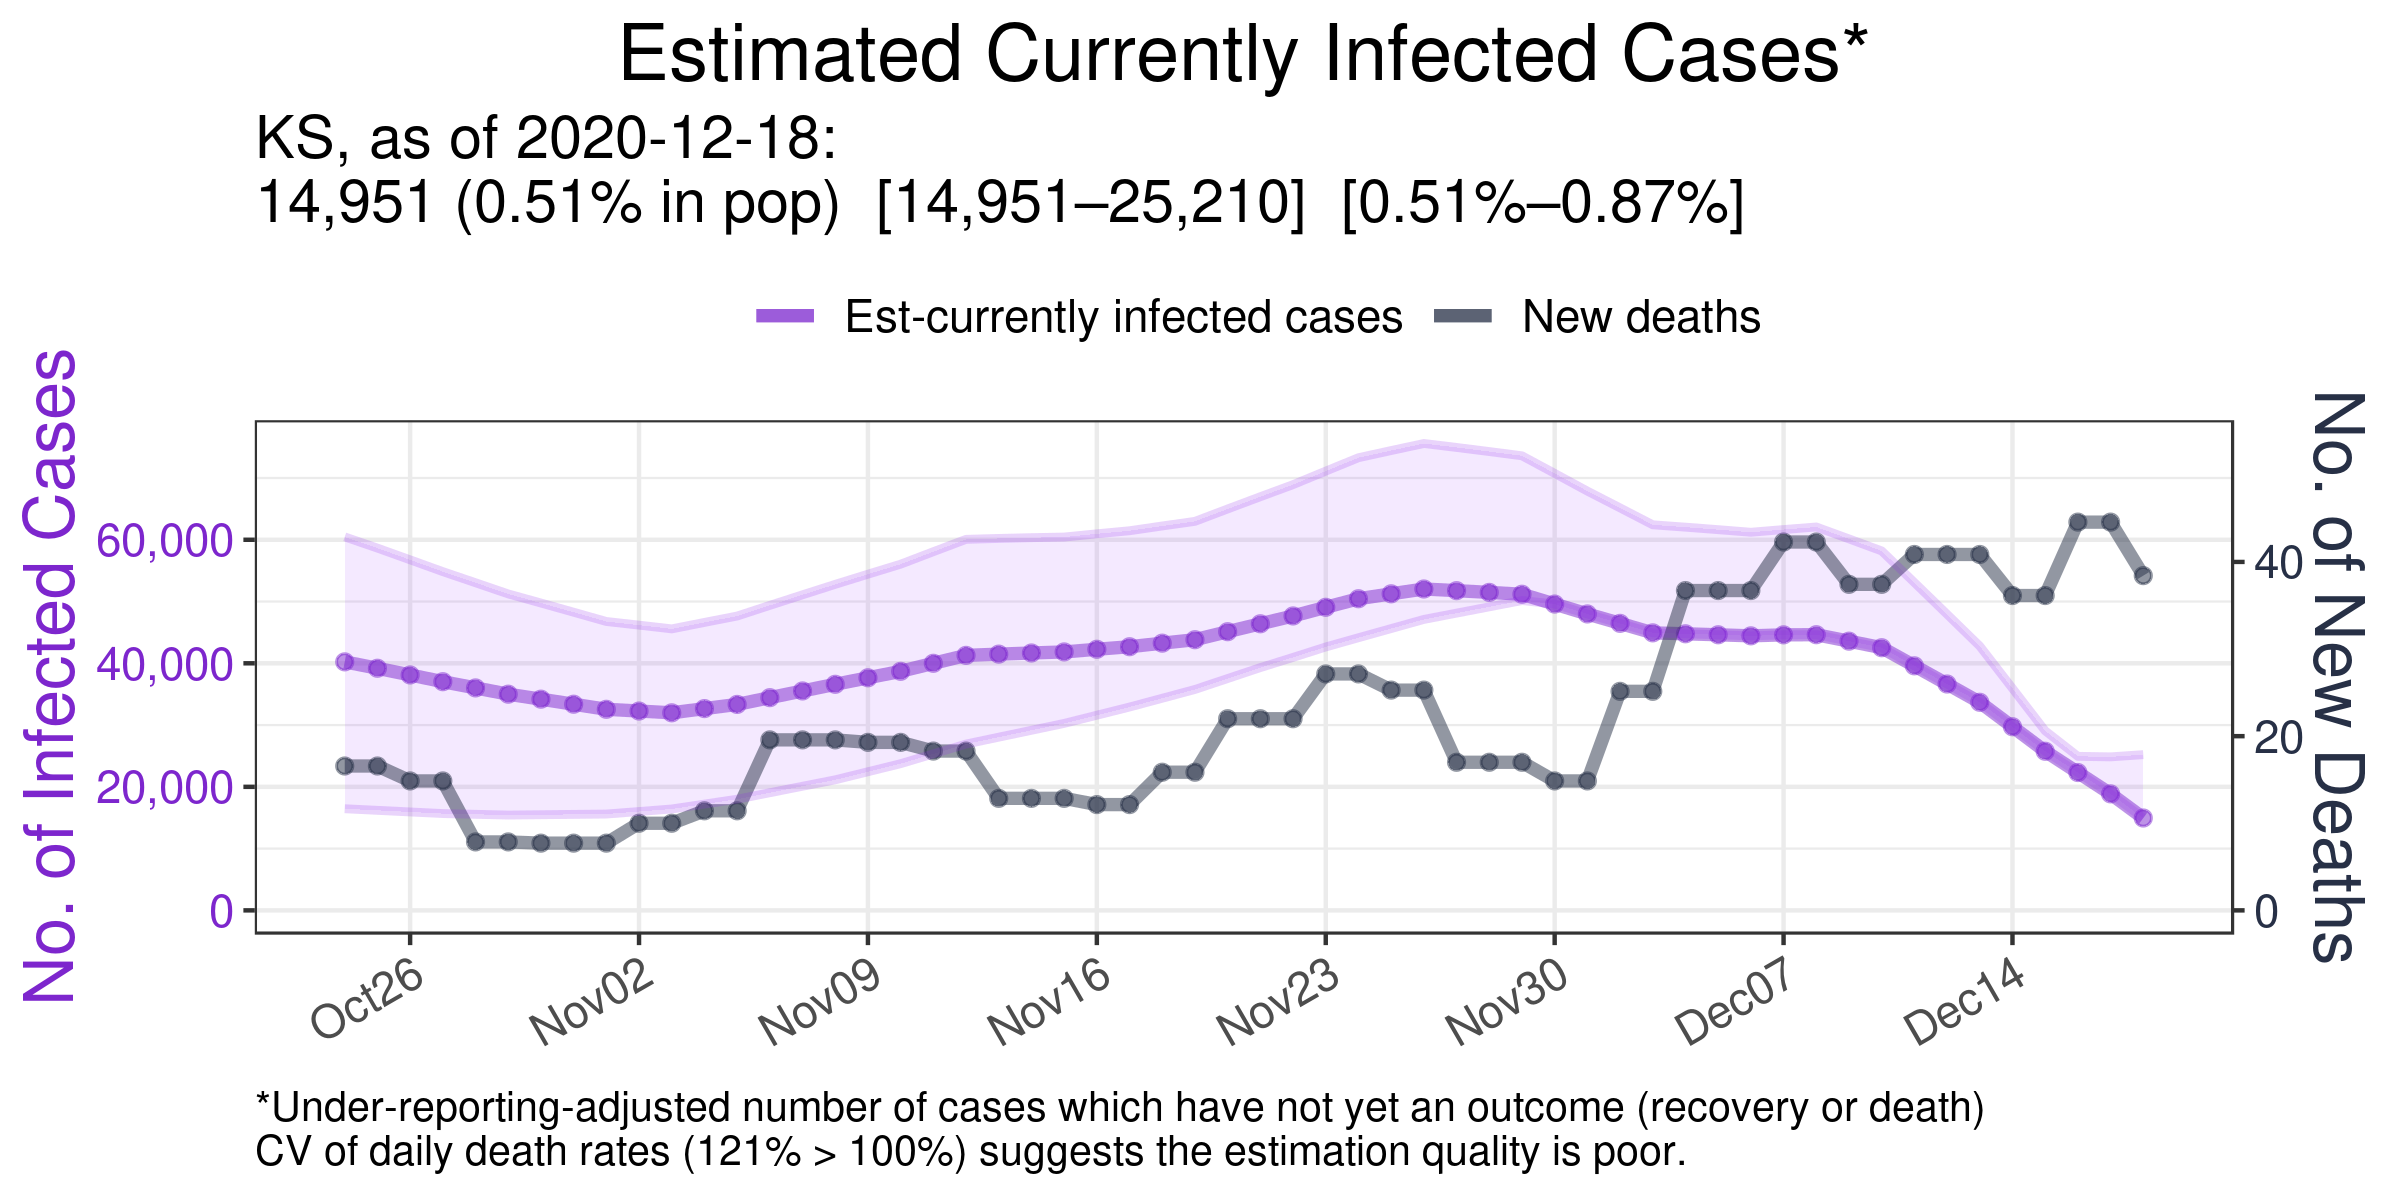 Estimated Currently Infected Cases*
KS, as of 2020-12-18:
14,951 (0.51% in pop)  [14,951–25,210]  [0.51%–0.87%]
Est-currently infected cases
New deaths
No. of Infected Cases
60,000
40,000
20,000
0
40
20
0
No. of New Deaths
Oct26
Nov02
Nov09
Nov16
Nov23
Nov30
Dec07
Dec14
*Under-reporting-adjusted number of cases which have not yet an outcome (recovery or death)
CV of daily death rates (121% > 100%) suggests the estimation quality is poor.